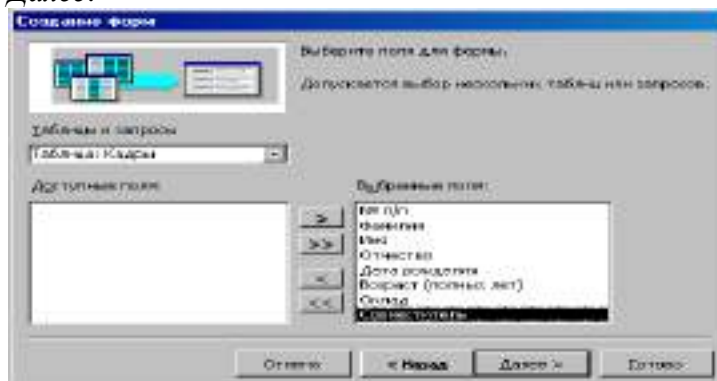 Далее.
Создание форм
Выберите поля для формы.
Допускается выбор нескольких таблиц или запросов.
Таблицы и запросы
Таблица: Кадры
Доступные поля:
Выбранные поля:
№ п/п
Фамилия
Имя
Отчество
Дата рождения
Возраст (полных лет)
Оклад
Совместитель
>
>>
<
<<
Отмена
< Назад
Далее >
Готово